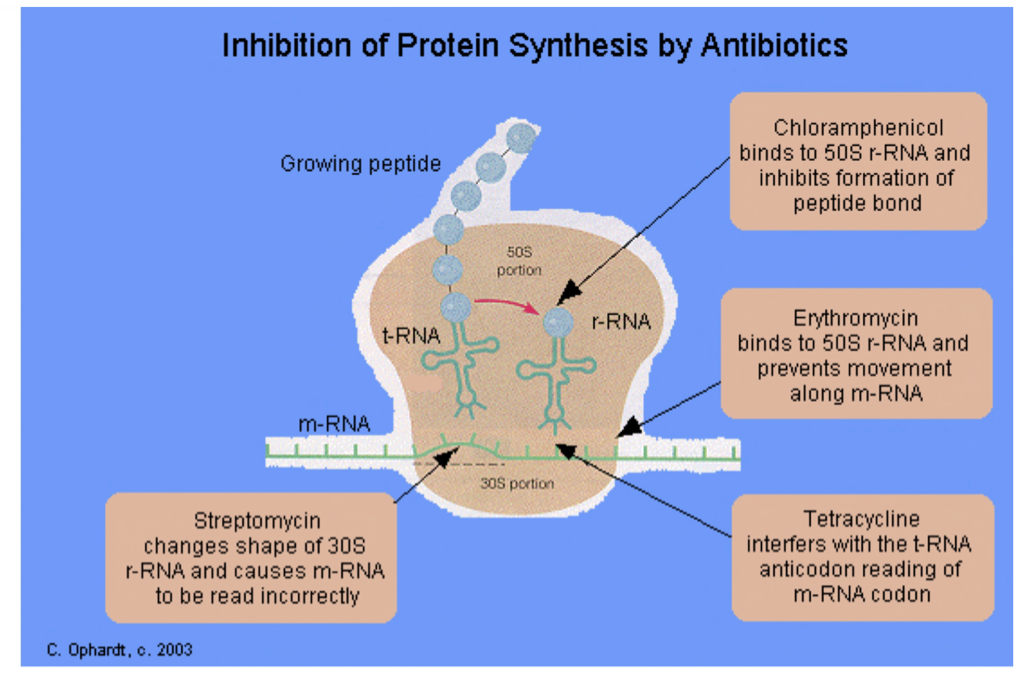 Inhibition of Protein Synthesis by Antibiotics
Chloramphenicol
binds to 50S r-RNA and
inhibits formation of
peptide bond
Growing peptide
50S
portion
Erythromycin
binds to 50S r-RNA and
prevents movement
along m-RNA
r-RNA
t-RNA
m-RNA
30S portion
Streptomycin
changes shape of 30S
r-RNA and causes m-RNA
to be read incorrectly
Tetracycline
interfers with the t-RNA
anticodon reading of
m-RNA codon
C. Ophardt, c. 2003